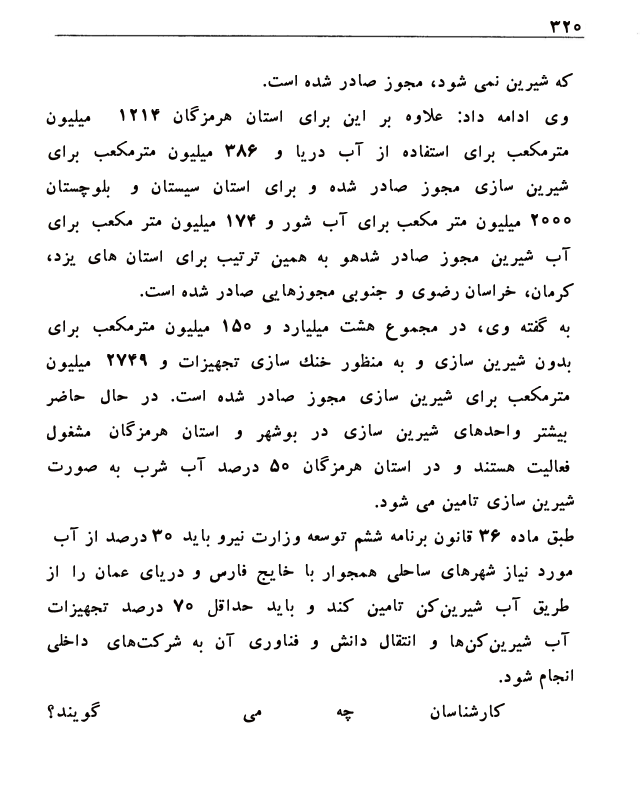 ۳۲۰
که شیرین نمی شود، مجوز صادر شده است.
وی ادامه داد: علاوه بر این برای استان هرمزگان ۱۲۱۴ میلیون
مترمکعب برای استفاده از آب دریا و ۳۸۶ میلیون مترمکعب برای
شیرین سازی مجوز صادر شده و برای استان سیستان و بلوچستان
۲۰۰۰ میلیون متر مکعب برای آب شور و ۱۷۴ میلیون متر مکعب برای
آب شیرین مجوز صادر شدهو به همین ترتیب برای استان های یزد،
کرمان، خراسان رضوی و جنوبی مجوزهایی صادر شده است.
به گفته وی، در مجموع هشت میلیارد و ۱۵۰ میلیون مترمکعب برای
بدون شیرین سازی و به منظور خنك سازی تجهیزات و ۲۷۴۹ میلیون
مترمکعب برای شیرین سازی مجوز صادر شده است. در حال حاضر
بیشتر واحدهای شیرین سازی در بوشهر و استان هرمزگان مشغول
فعالیت هستند و در استان هرمزگان ۵۰ درصد آب شرب به صورت
شیرین سازی تامین می شود.
طبق ماده ۳۶ قانون برنامه ششم توسعه وزارت نیرو باید ۳۰ درصد از آب
مورد نیاز شهرهای ساحلی همجوار با خایج فارس و دریای عمان را از
طریق آب شیرین‌کن تامین کند و باید حداقل ۷۰ درصد تجهیزات
آب شیرین‌کن‌ها و انتقال دانش و فناوری آن به شرکت‌های داخلی
انجام شود.
کارشناسان چه می گویند؟